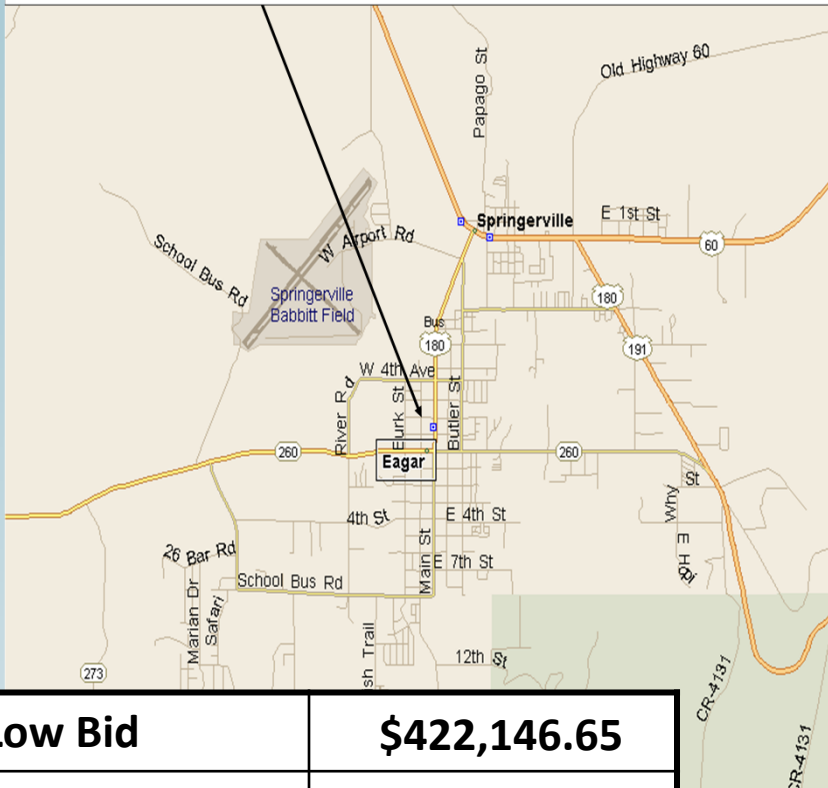 Papago St
Old Highway 60
Springerville
E 1st St
60
W Airport Rd
School Bus Rd
Springerville
Babbitt Field
180
Bus
180
191
W 4th Ave
River Rd
Butler St
260
Eagar
260
St
Why
4th St
E 4th St
26 Bar Rd
Main St
E 7th St
E Hopi
School Bus Rd
Marian Dr
Safari
Trail
12th St
273
CR-4131
CR-4131
Bid
$422,146.65